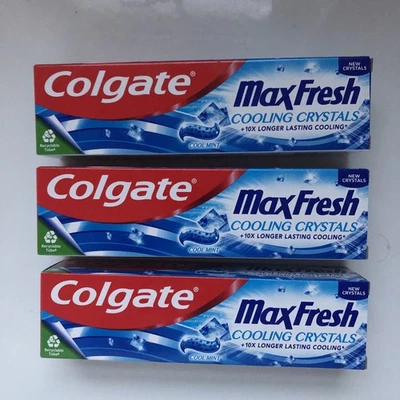 Colgate®
MaxFresh
NEW
CRYSTALS
COOLING CRYSTALS
+10X LONGER LASTING COOLING*
COOL MINT
Recyclable
Tube◊
Colgate®
MaxFresh
NEW
CRYSTALS
COOLING CRYSTALS
+10X LONGER LASTING COOLING*
COOL MINT
Recyclable
Tube◊
Colgate®
MaxFresh
NEW
CRYSTALS
COOLING CRYSTALS
+10X LONGER LASTING COOLING*
COOL MINT
Recyclable
Tube◊